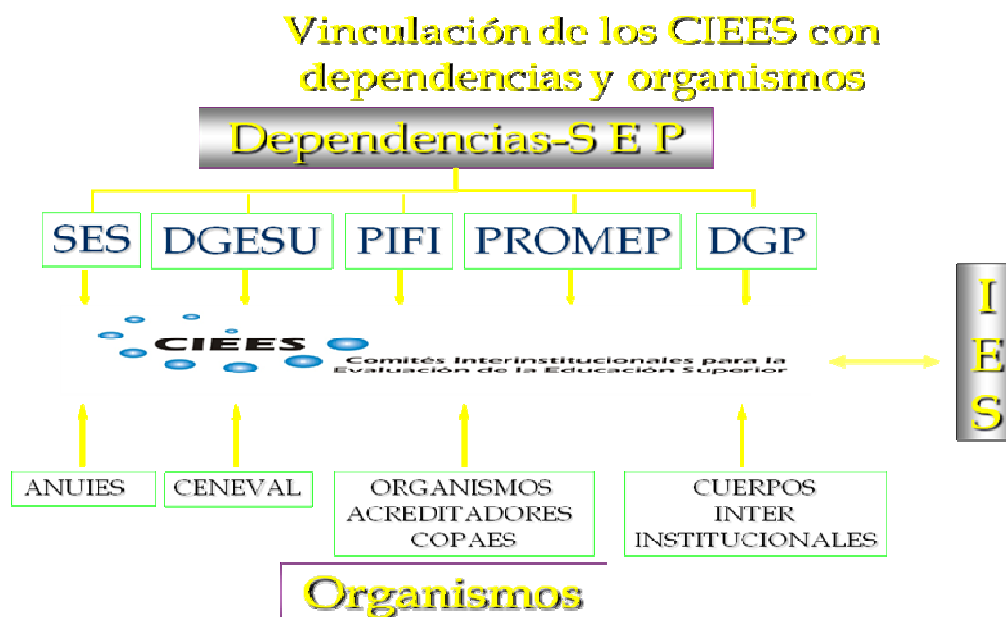 Vinculación de los CIEES con
dependencias y organismos
Dependencias-S E P
SES
DGESU
PIFI
PROMEP
DGP
CIEES
Comités Interinstitucionales para la
Evaluación de la Educación Superior
I
E
S
ANUIES
CENEVAL
ORGANISMOS
ACREDITADORES
COPAES
CUERPOS
INTER
INSTITUCIONALES
Organismos